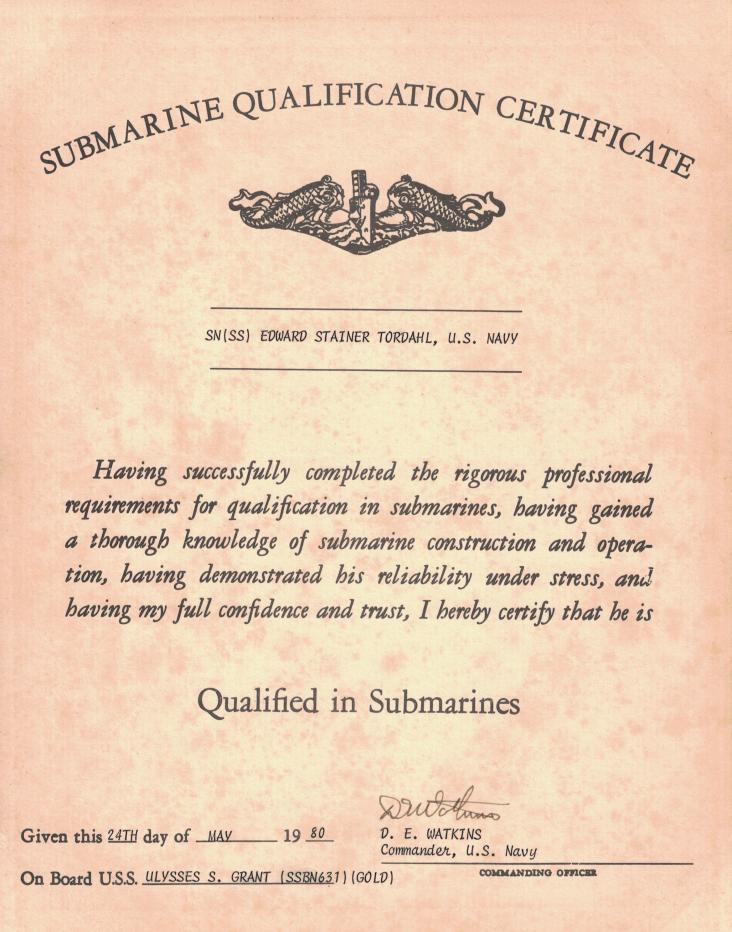 SUBMARINE QUALIFICATION CERTIFICATE
SN(SS) EDWARD STAINER TORDAHL, U.S. NAVY
Having successfully completed the rigorous professional
requirements for qualification in submarines, having gained
a thorough knowledge of submarine construction and opera-
tion, having demonstrated his reliability under stress, and
having my full confidence and trust, I hereby certify that he is
Qualified in Submarines
DEWatkins
Given this 24TH day of MAY 19 80
D. E. WATKINS
Commander, U.S. Navy
COMMANDING OFFICER
On Board U.S.S. ULYSSES S. GRANT (SSBN631)(GOLD)